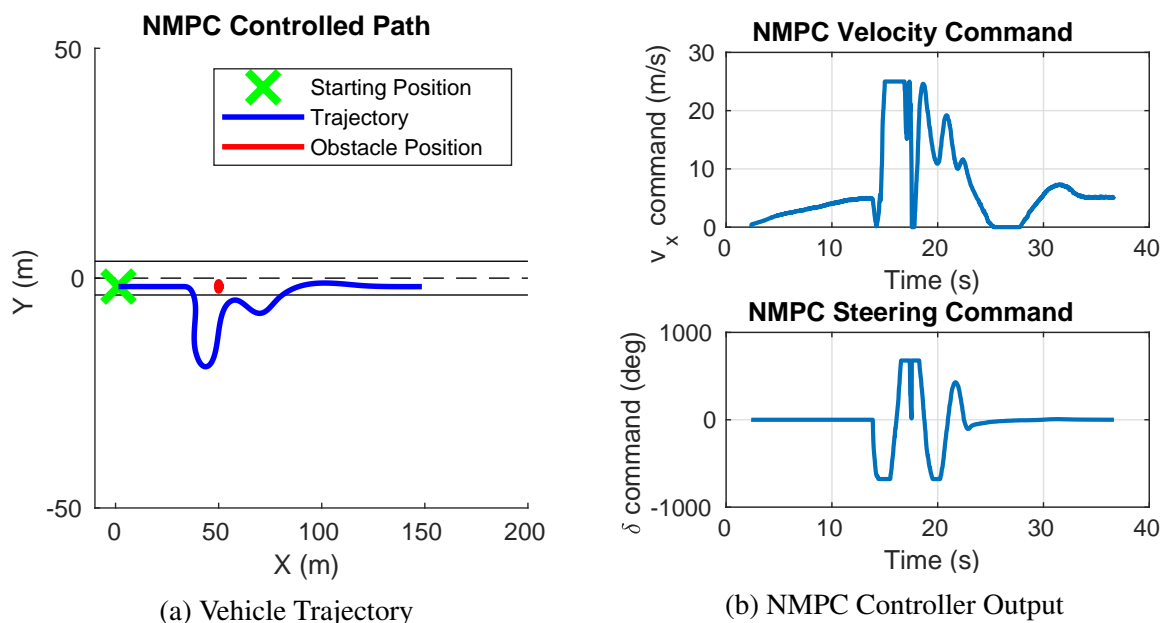 NMPC Controlled Path
50
0
-50
Y (m)
Starting Position
Trajectory
Obstacle Position
0 50 100 150 200
X (m)
(a) Vehicle Trajectory
NMPC Velocity Command
30
20
10
0
v_x command (m/s)
0 10 20 30 40
Time (s)
NMPC Steering Command
1000
0
-1000
δ command (deg)
0 10 20 30 40
Time (s)
(b) NMPC Controller Output